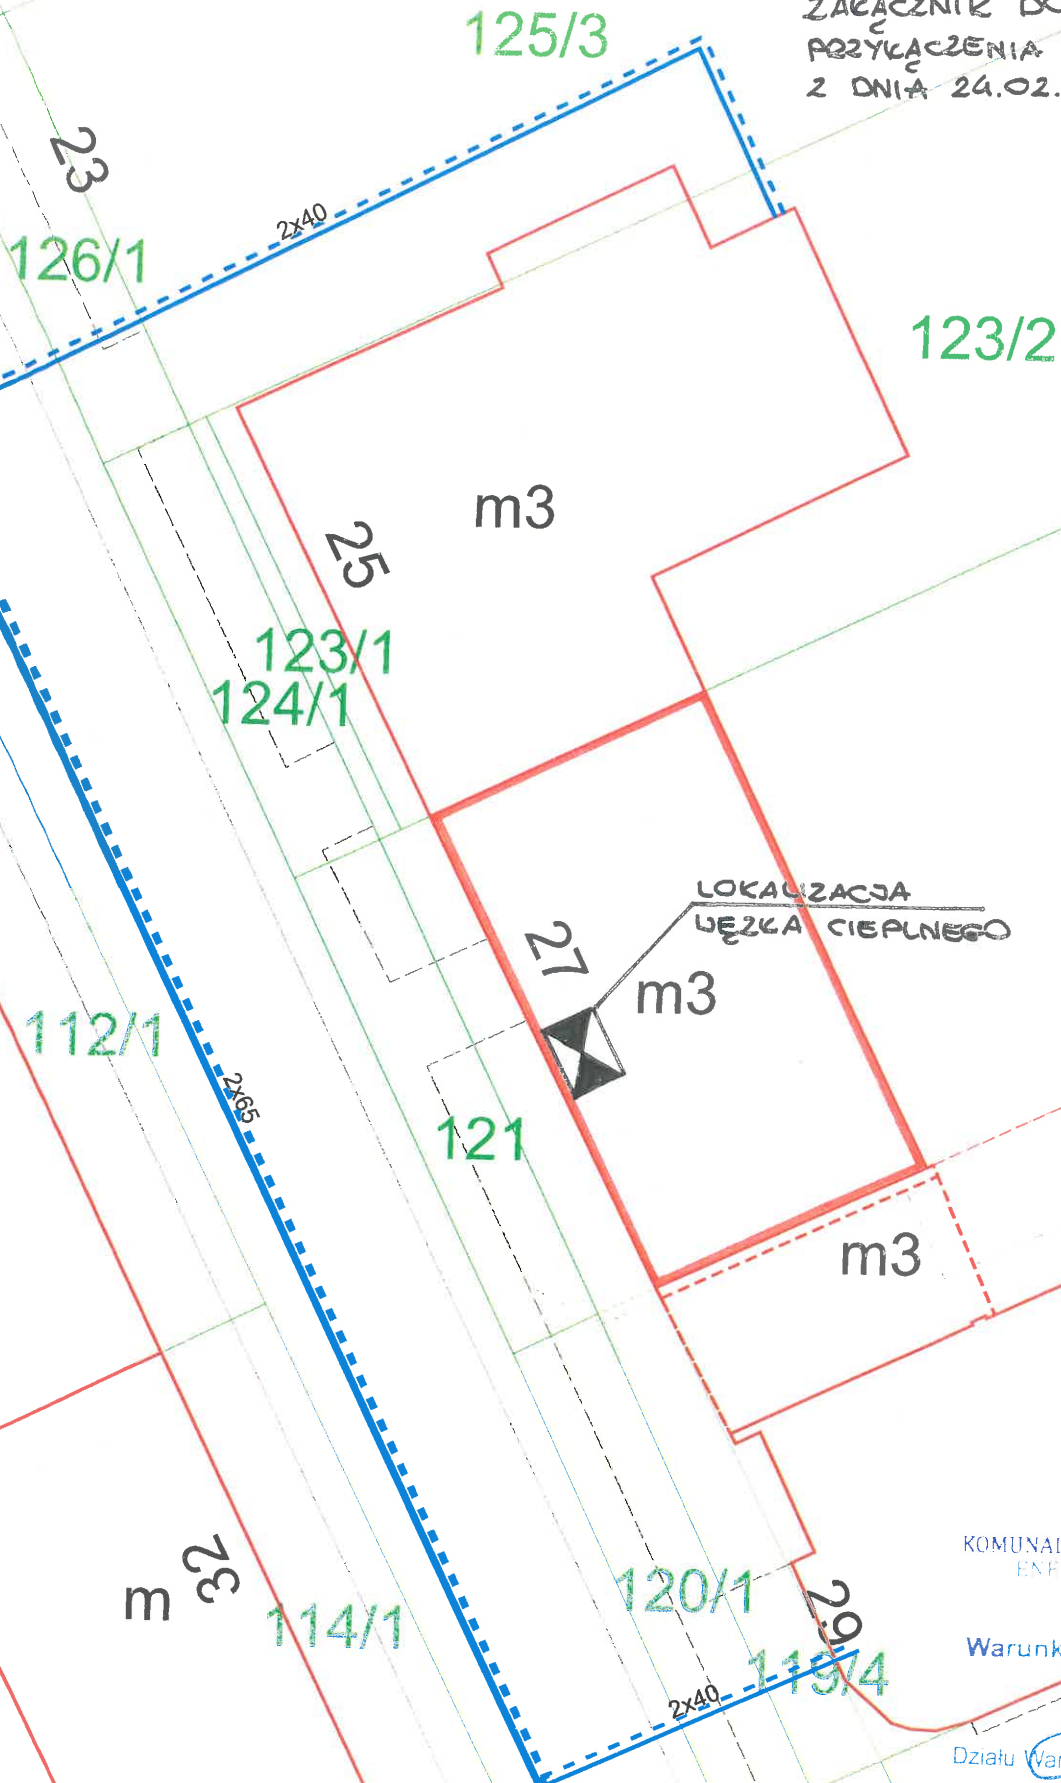 125/3
ZAŁĄCZNIK DO
PRZYŁĄCZENIA
Z DNIA 24.02.
23
2x40
126/1
123/2
m3
25
123/1
124/1
LOKALIZACJA
WĘZŁA CIEPLNEGO
27
m3
112/1
2x65
121
m3
KOMUNAL
ENE
32
m
120/1
29
114/1
Warunk
119/4
2x40
Działu War